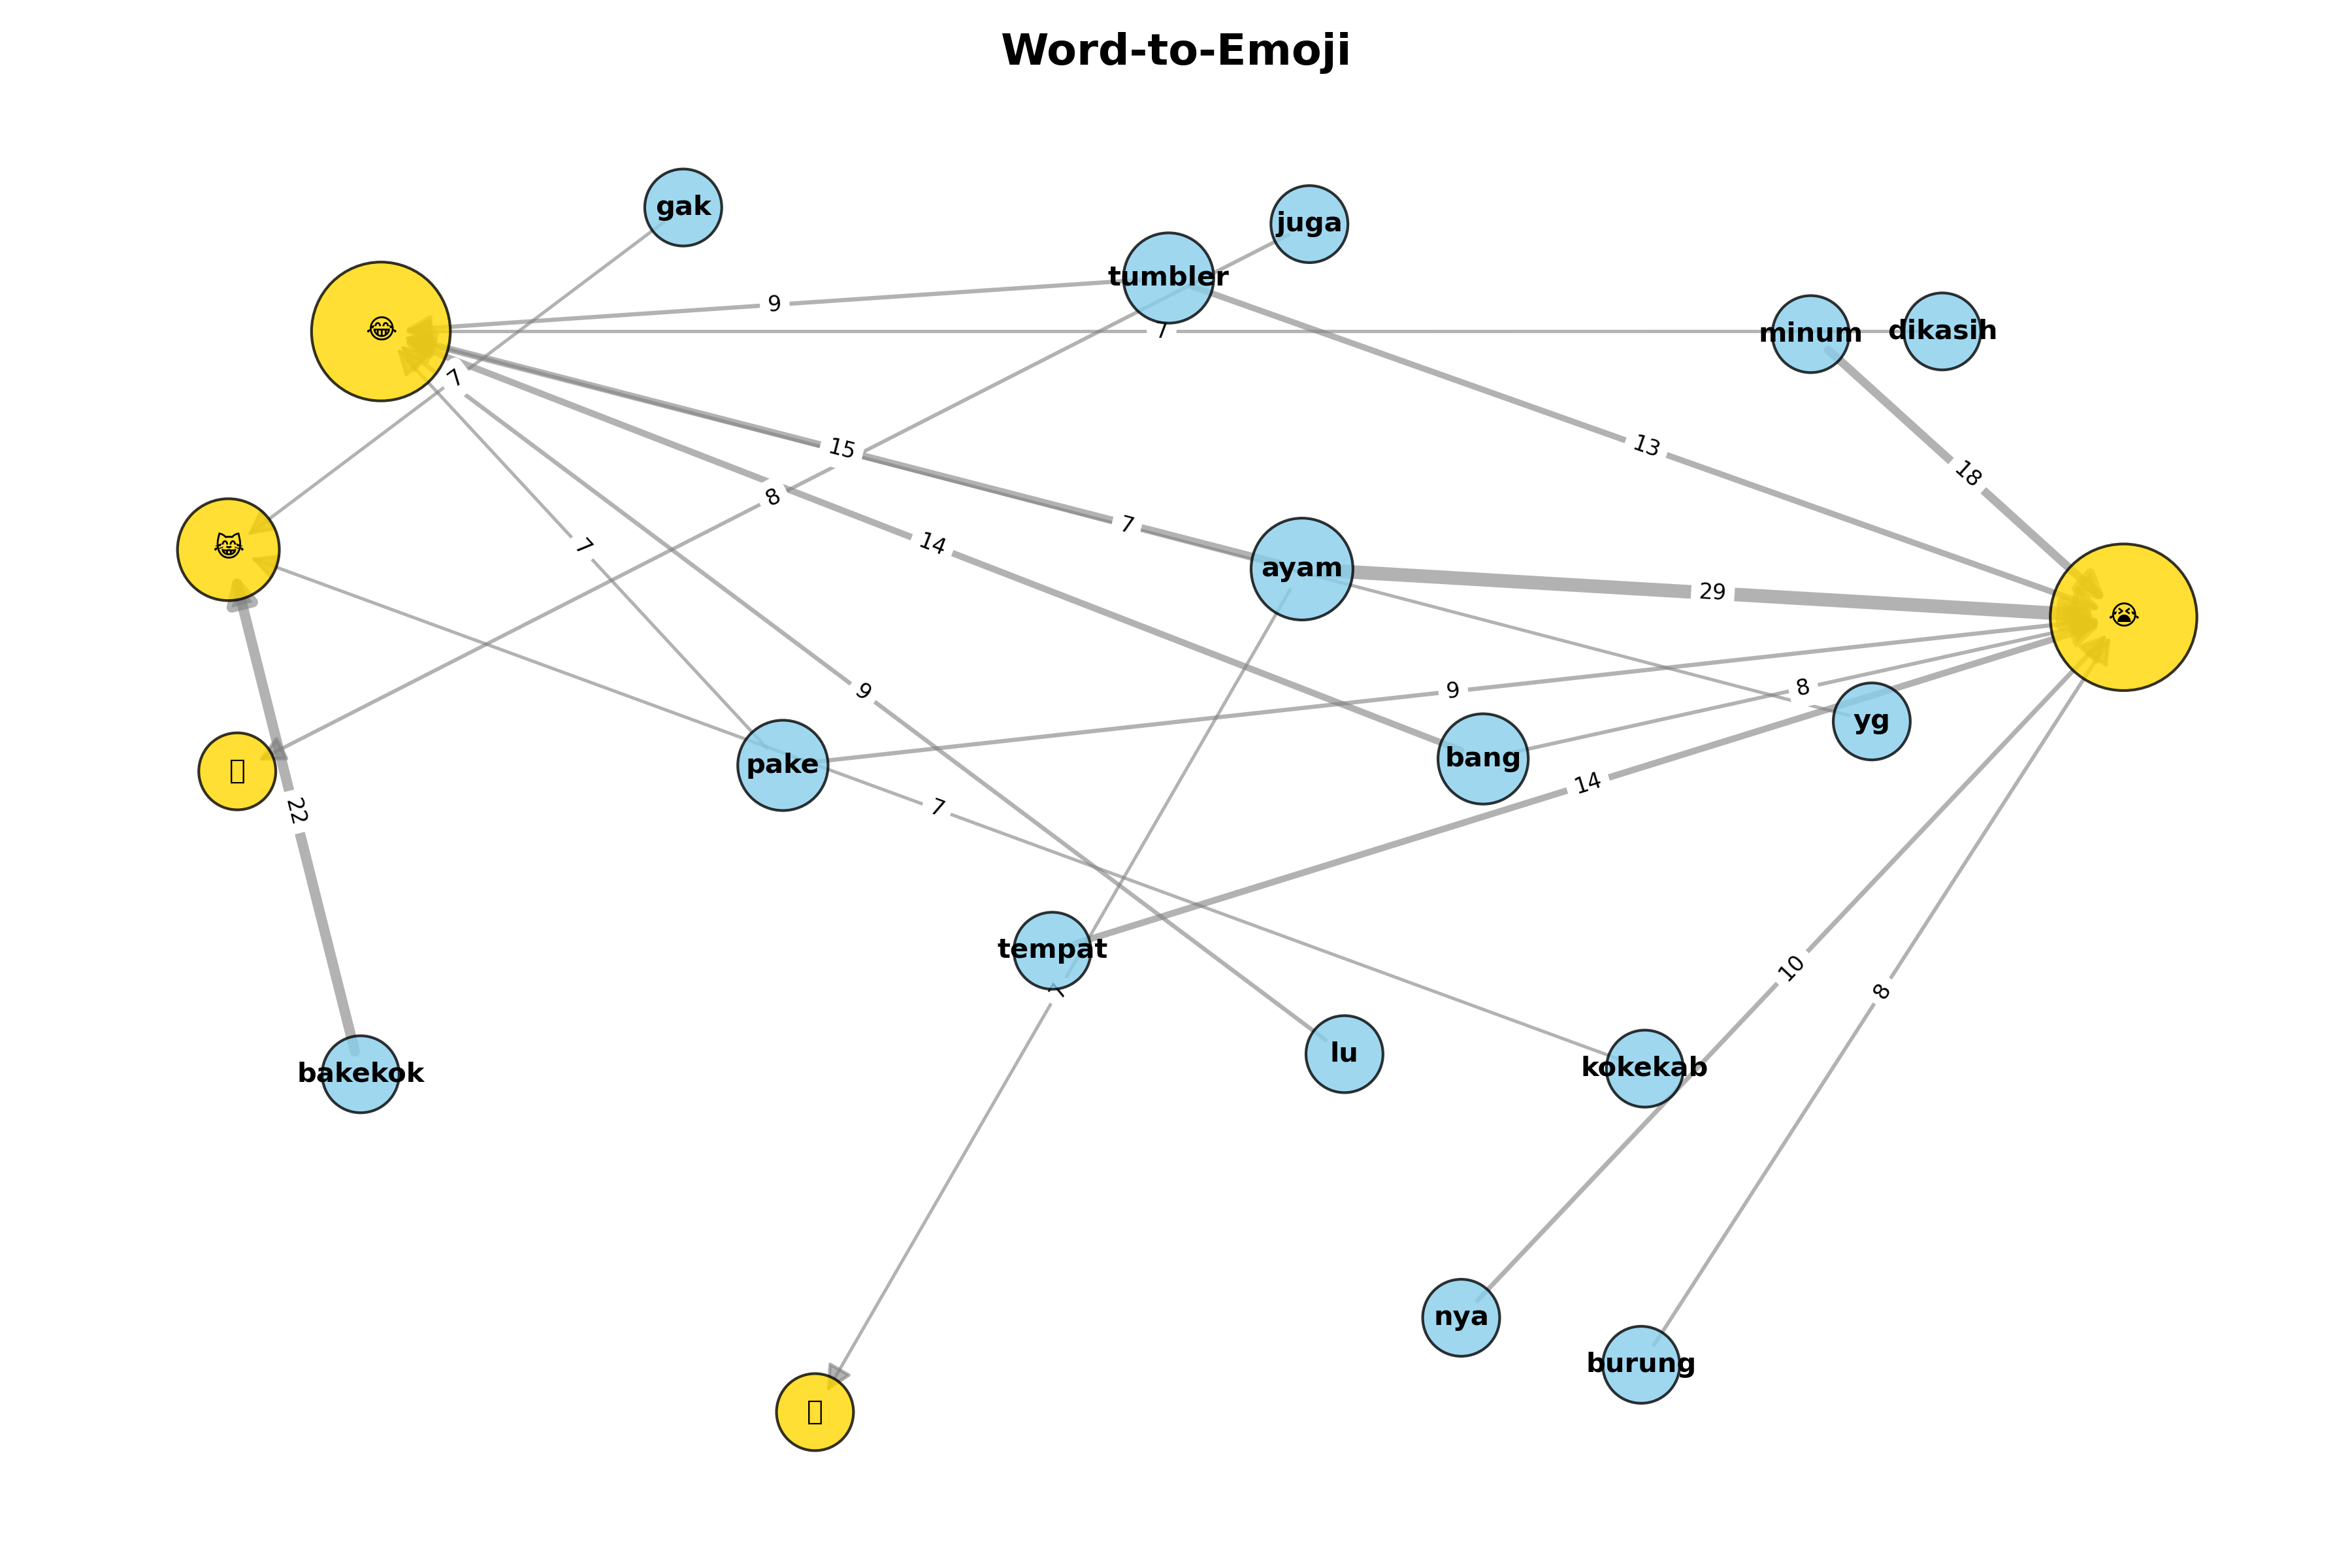 Word-to-Emoji
gak
juga
tumbler
9
😂
7
minum
dikasih
7
15
13
18
8
7
7
14
😹
ayam
29
😭
9
9
8
yg
pake
bang
14
7
tempat
10
7
8
lu
kokekab
bakekok
22
nya
burung